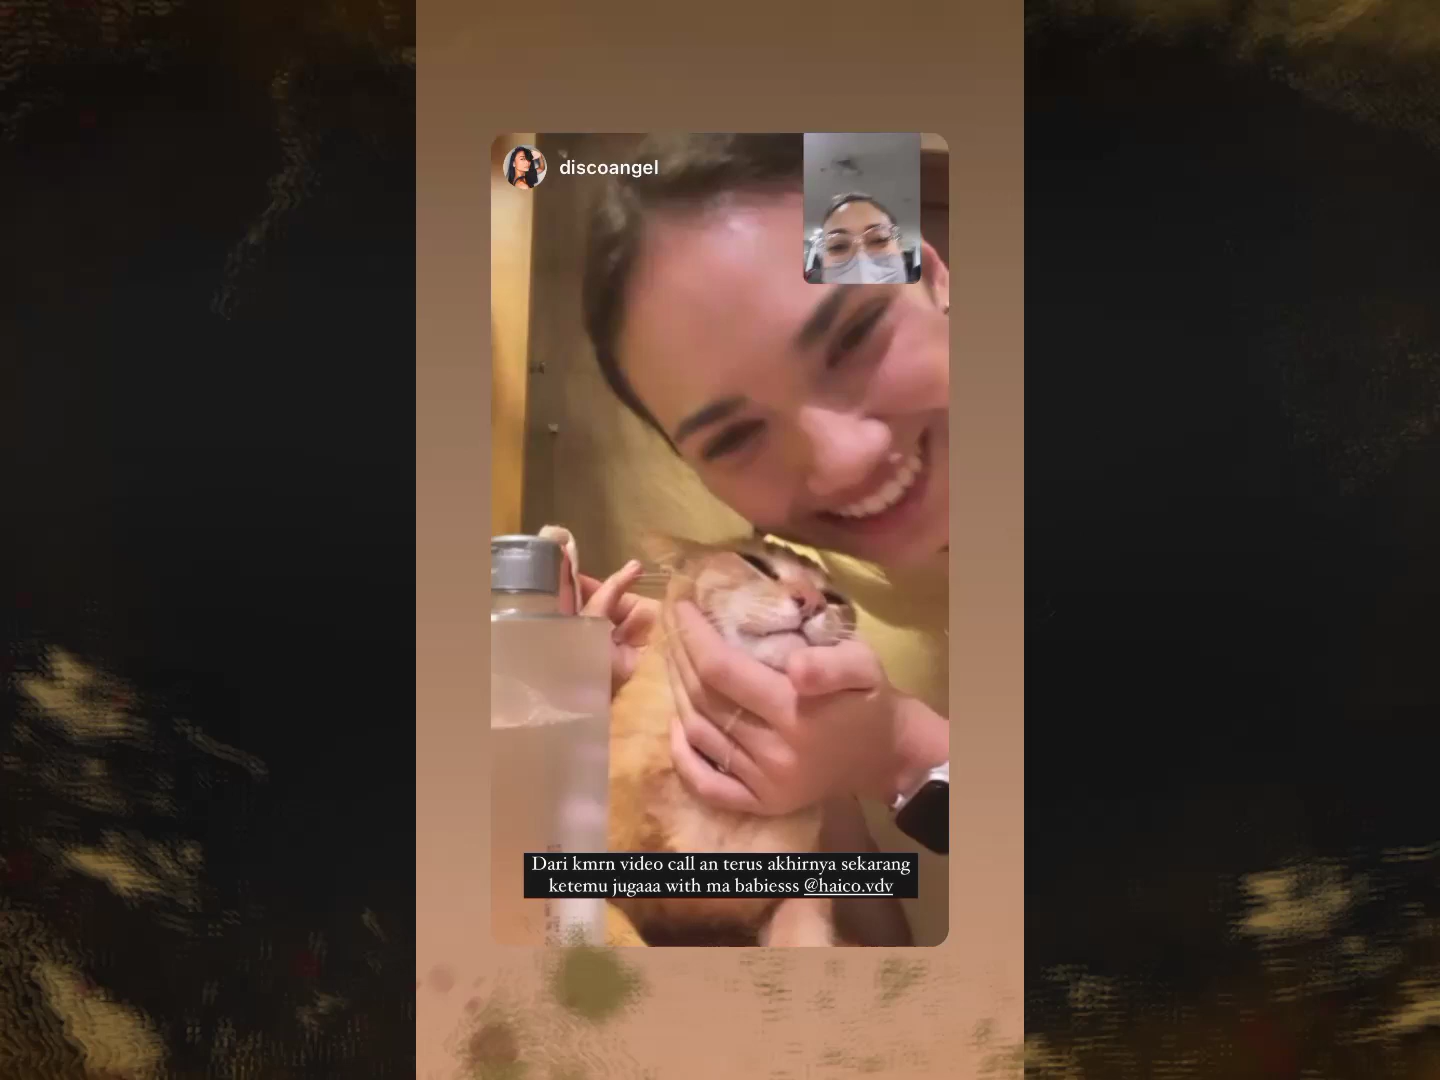 discoangel
Dari kmrn video call an terus akhirnya sekarang
ketemu jugaaa with ma babiesss @haico.vdv